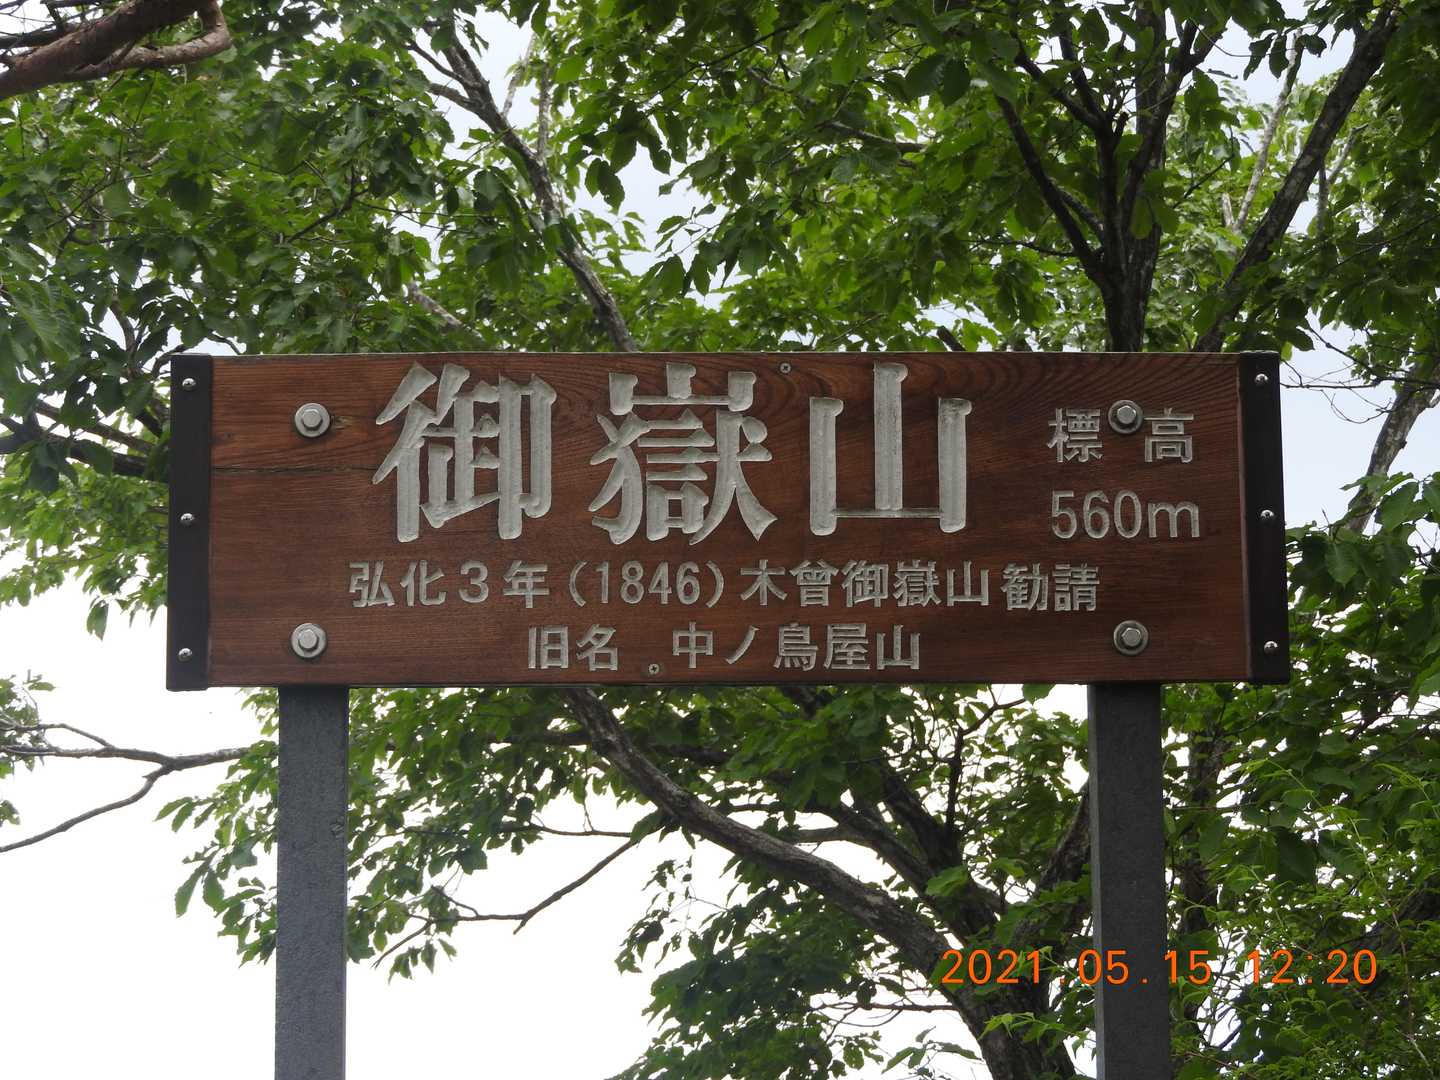 御嶽山
標高
560m
弘化3年(1846)木曾御嶽山勧請
旧名 中ノ鳥屋山
2021.05.15 12:20